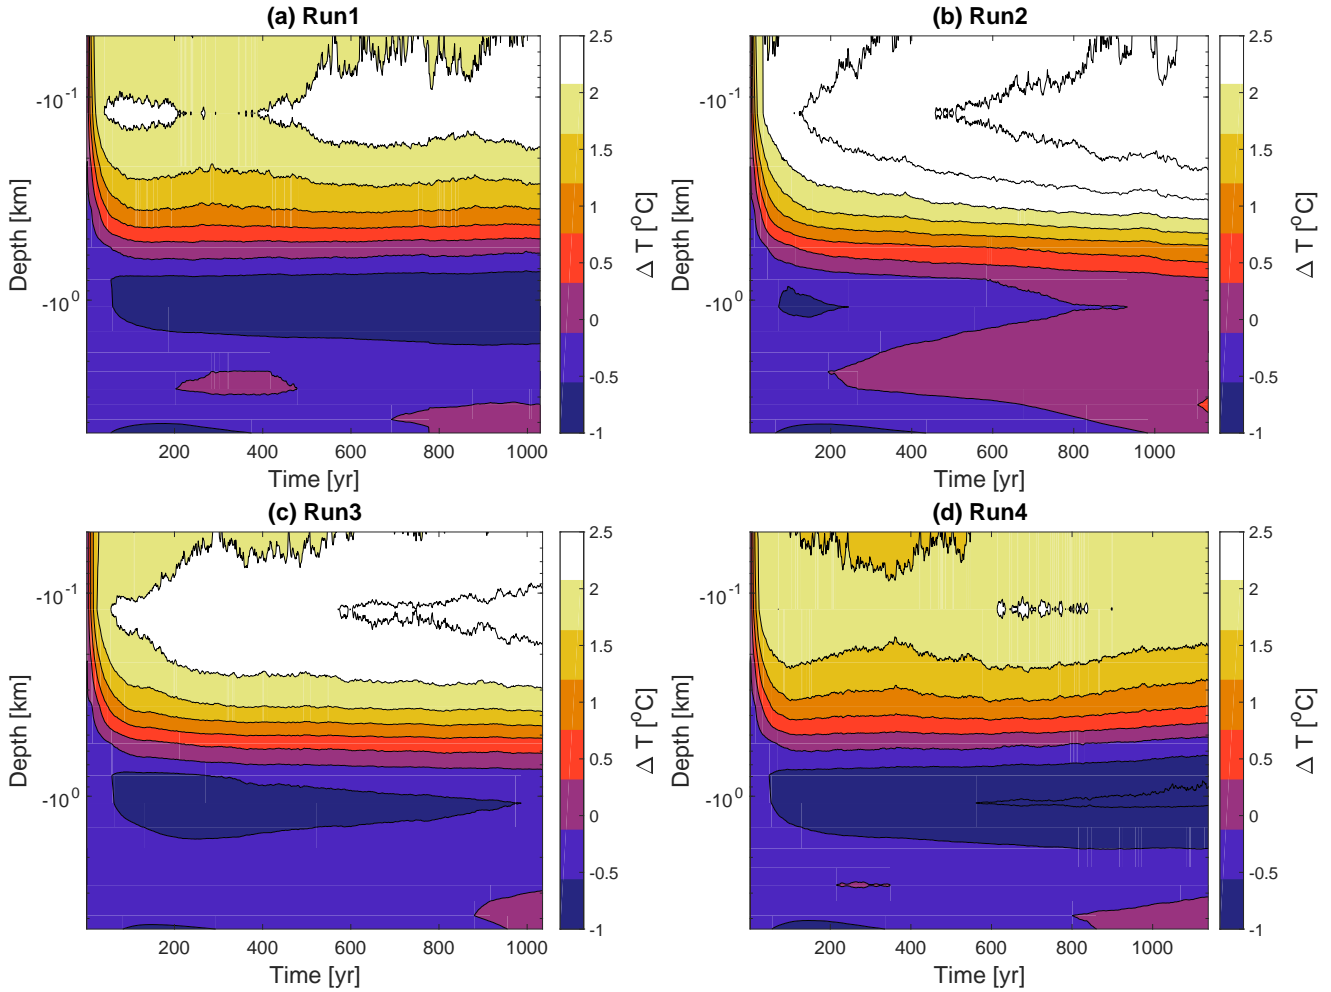 (a) Run1
Depth [km]
-10^-1
-10^0
200 400 600 800 1000
Time [yr]
2.5
2
1.5
1
0.5
0
-0.5
-1
Δ T [°C]
(b) Run2
Depth [km]
-10^-1
-10^0
200 400 600 800 1000
Time [yr]
2.5
2
1.5
1
0.5
0
-0.5
-1
Δ T [°C]
(c) Run3
Depth [km]
-10^-1
-10^0
200 400 600 800 1000
Time [yr]
2.5
2
1.5
1
0.5
0
-0.5
-1
Δ T [°C]
(d) Run4
Depth [km]
-10^-1
-10^0
200 400 600 800 1000
Time [yr]
2.5
2
1.5
1
0.5
0
-0.5
-1
Δ T [°C]